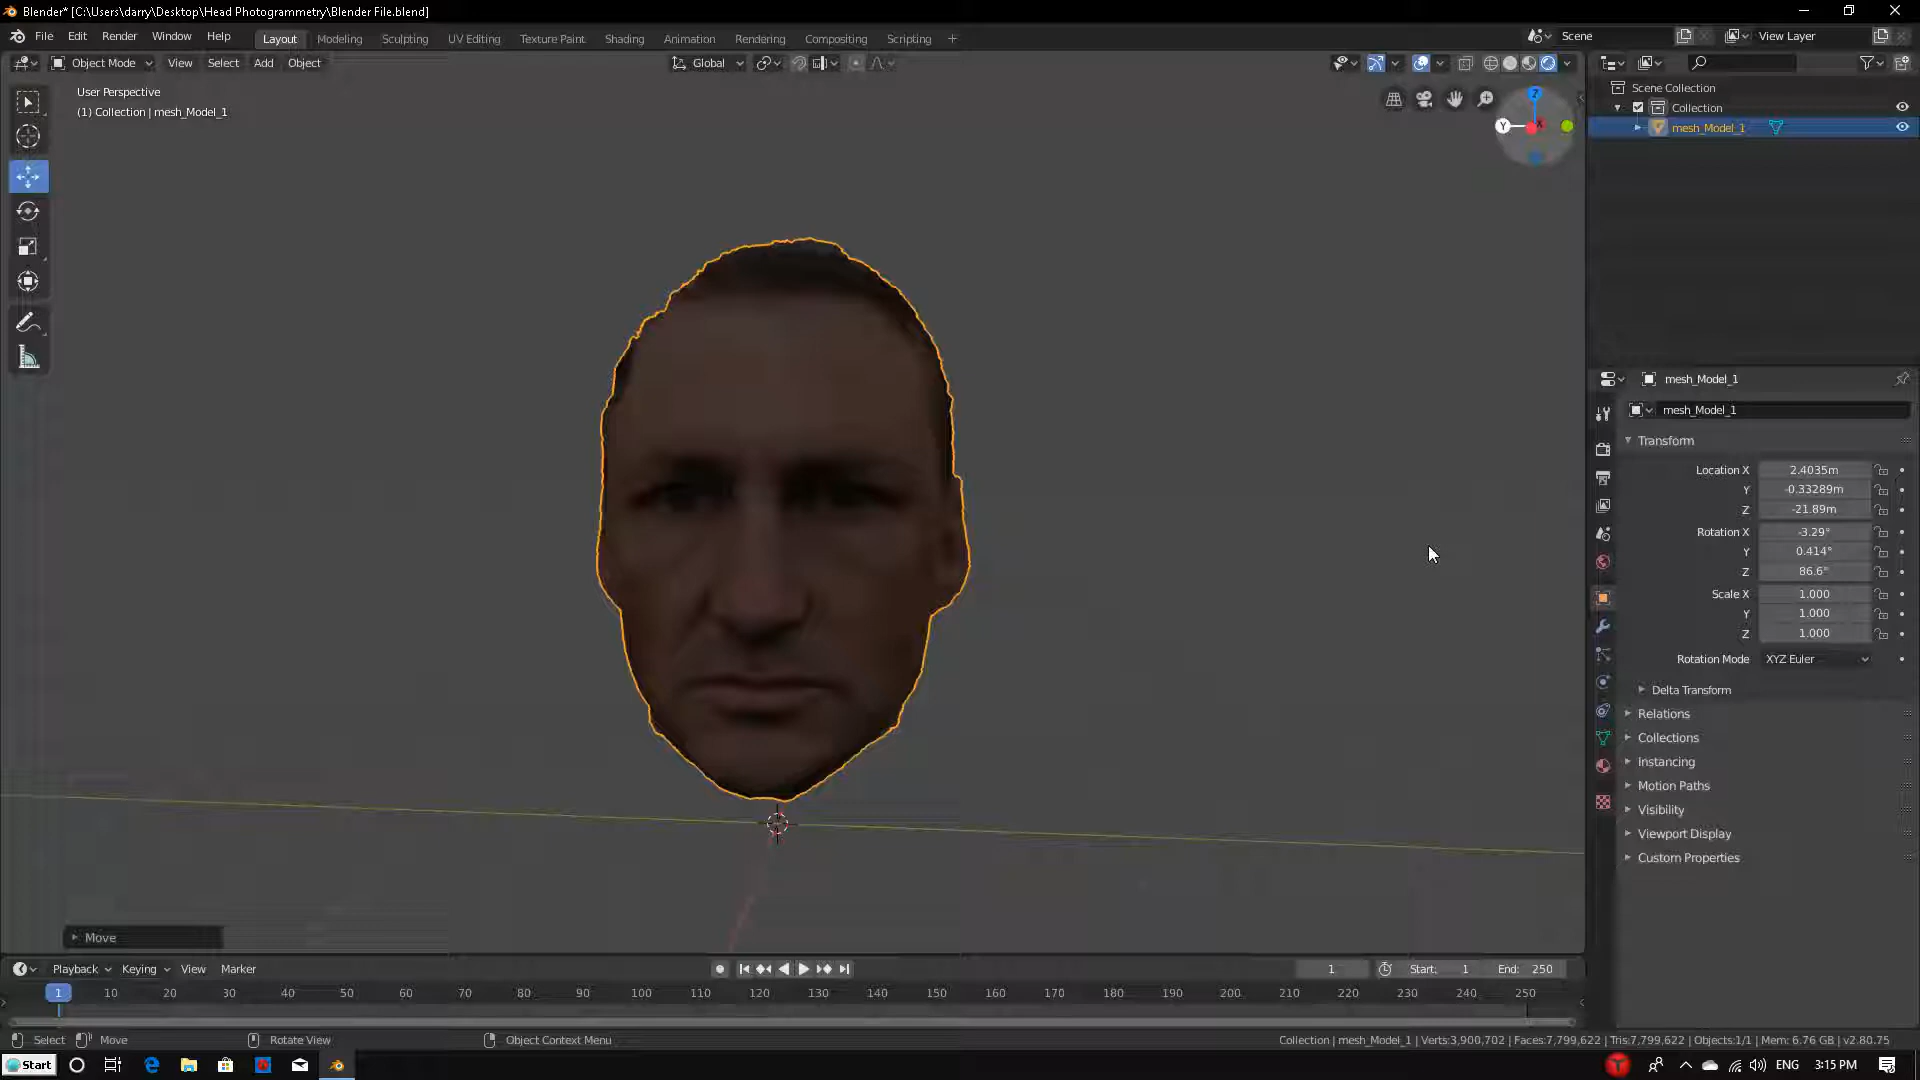 Blender* [C:\Users\darry\Desktop\Head Photogrammetry\Blender File.blend]
File Edit Render Window Help
Layout Modeling Sculpting UV Editing Texture Paint Shading Animation Rendering Compositing Scripting
Scene
View Layer
Object Mode View Select Add Object
Global
User Perspective
(1) Collection | mesh_Model_1
Z
Y
X
Scene Collection
Collection
mesh_Model_1
mesh_Model_1
mesh_Model_1
Transform
Location X 2.4035m
Y -0.33289m
Z -21.89m
Rotation X -3.29°
Y 0.414°
Z 86.6°
Scale X 1.000
Y 1.000
Z 1.000
Rotation Mode XYZ Euler
Delta Transform
Relations
Collections
Instancing
Motion Paths
Visibility
Viewport Display
Custom Properties
Move
Playback Keying View Marker
1
Start: 1
End: 250
1 10 20 30 40 50 60 70 80 90 100 110 120 130 140 150 160 170 180 190 200 210 220 230 240 250
Select Move Rotate View Object Context Menu
Collection | mesh_Model_1 | Verts:3,900,702 | Faces:7,799,622 | Tris:7,799,622 | Objects:1/1 | Mem: 6.76 GB | v2.80.75
Start
ENG
3:15 PM